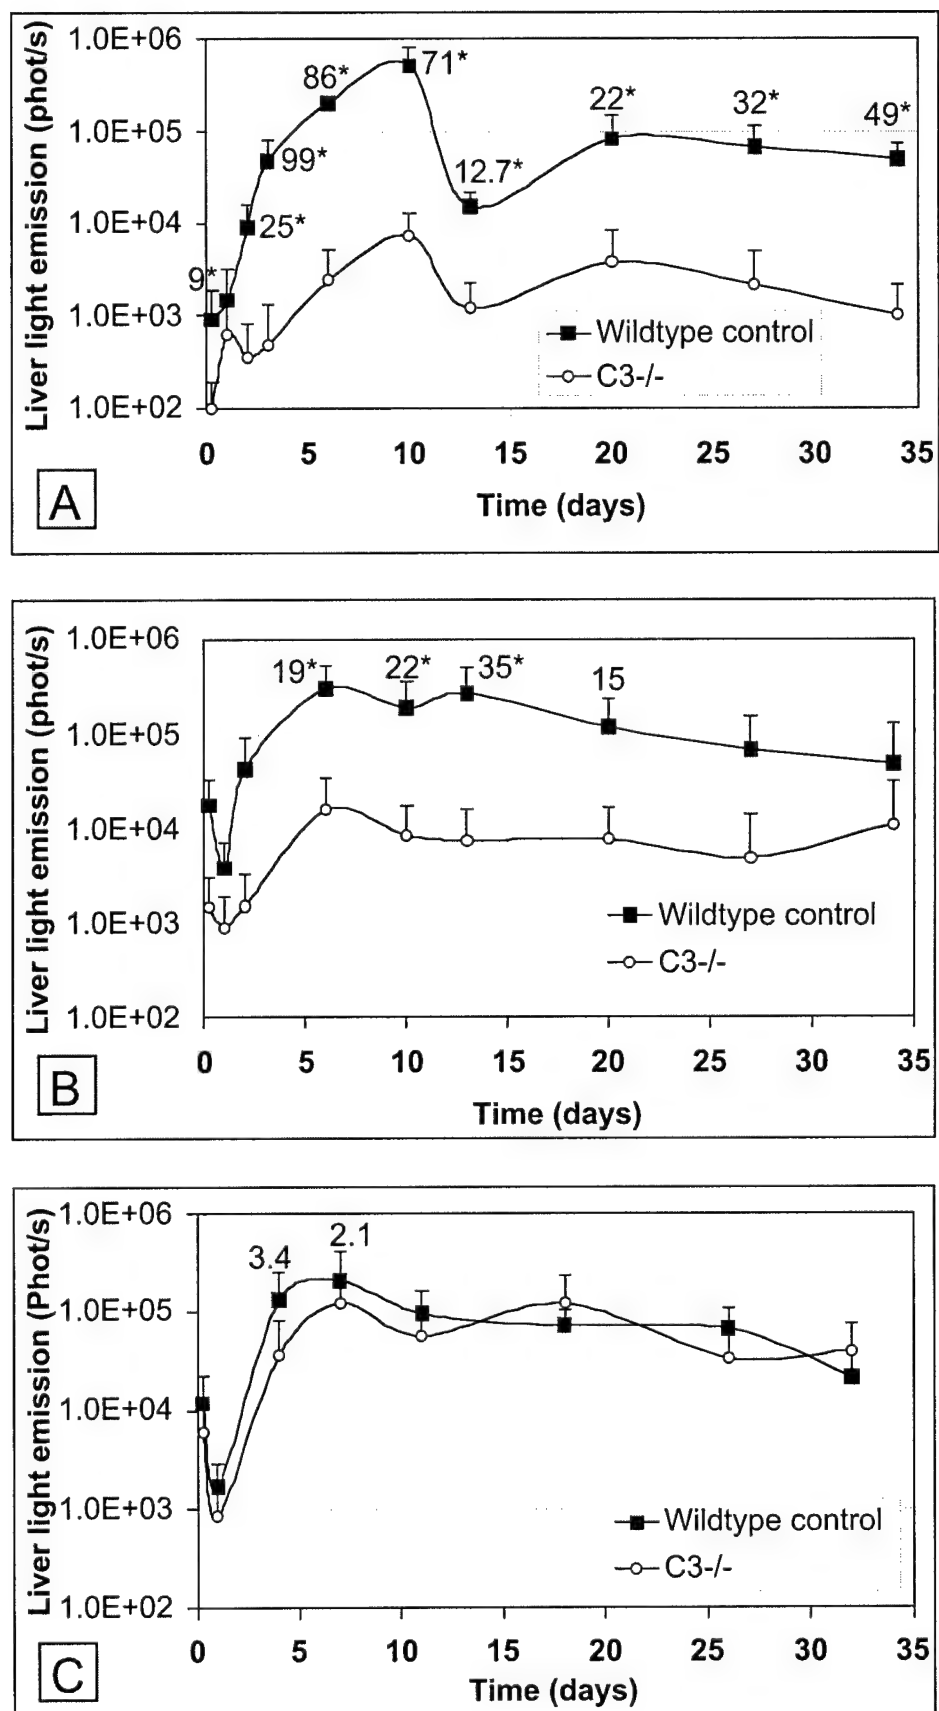 Liver light emission (phot/s)
1.0E+06
1.0E+05
1.0E+04
1.0E+03
1.0E+02
9*
25*
99*
86*
71*
12.7*
22*
32*
49*
Wildtype control
C3-/-
0 5 10 15 20 25 30 35
Time (days)
A
Liver light emission (phot/s)
1.0E+06
1.0E+05
1.0E+04
1.0E+03
1.0E+02
19*
22*
35*
15
Wildtype control
C3-/-
0 5 10 15 20 25 30 35
Time (days)
B
Liver light emission (Phot/s)
1.0E+06
1.0E+05
1.0E+04
1.0E+03
1.0E+02
3.4
2.1
Wildtype control
C3-/-
0 5 10 15 20 25 30 35
Time (days)
C